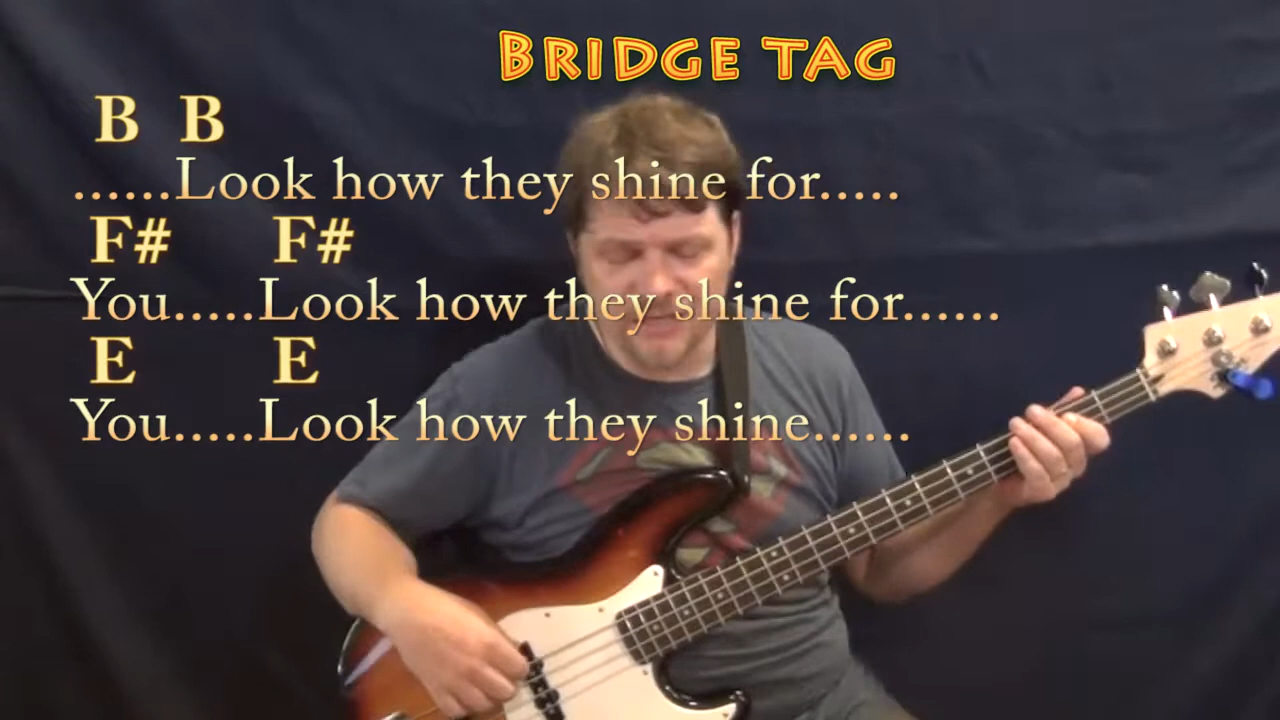 BRIDGE TAG
B B
......Look how they shine for.....
F# F#
You.....Look how they shine for......
E E
You.....Look how they shine......